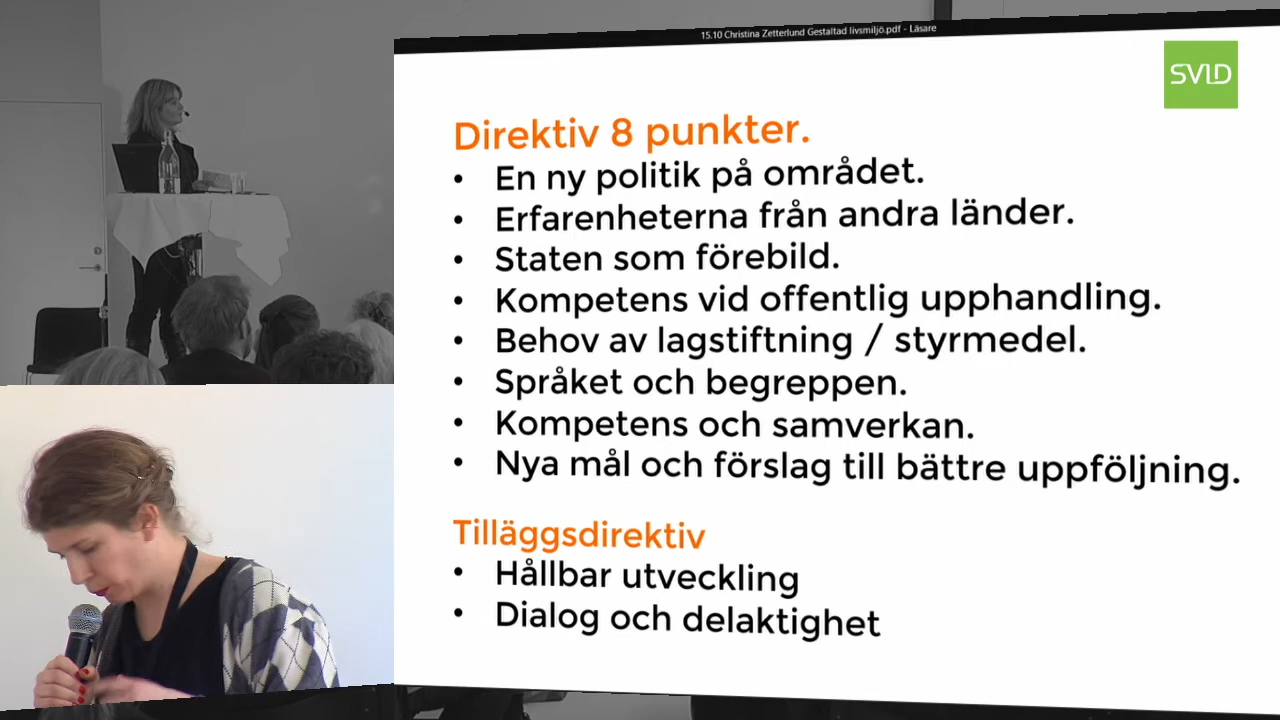 15.10 Christina Zetterlund Gestaltad livsmiljö.pdf - Läsare
SVID
Direktiv 8 punkter.
• En ny politik på området.
• Erfarenheterna från andra länder.
• Staten som förebild.
• Kompetens vid offentlig upphandling.
• Behov av lagstiftning / styrmedel.
• Språket och begreppen.
• Kompetens och samverkan.
• Nya mål och förslag till bättre uppföljning.
Tilläggsdirektiv
• Hållbar utveckling
• Dialog och delaktighet